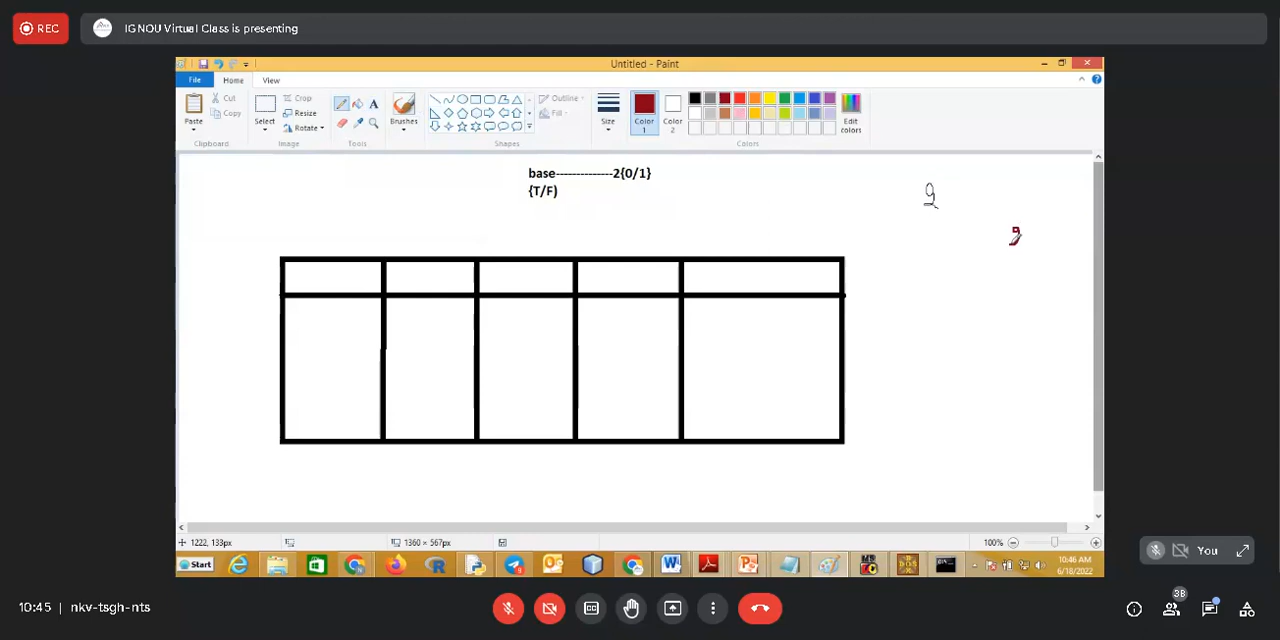 REC
IGNOU Virtual Class is presenting
Untitled - Paint
File Home View
Cut
Copy
Paste
Clipboard
Select
Crop
Resize
Rotate
Image
A
Tools
Brushes
Shapes
Outline
Fill
Size
Color 1
Color 2
Edit colors
Colors
base--------------2{0/1}
{T/F)
2
1222, 133px
1360 × 567px
100%
Start
10:46 AM
6/18/2022
You
10:45 | nkv-tsgh-nts
38